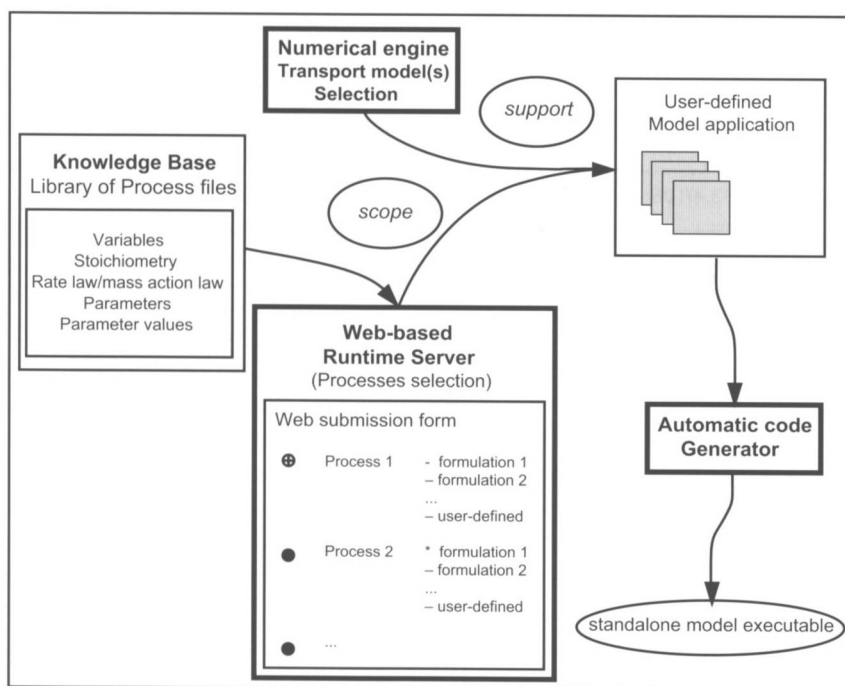 Numerical engine
Transport model(s)
Selection
support
User-defined
Model application
Knowledge Base
Library of Process files
scope
Variables
Stoichiometry
Rate law/mass action law
Parameters
Parameter values
Web-based
Runtime Server
(Processes selection)
Web submission form
Process 1 - formulation 1
– formulation 2
...
– user-defined
Process 2 * formulation 1
– formulation 2
...
– user-defined
...
Automatic code
Generator
standalone model executable